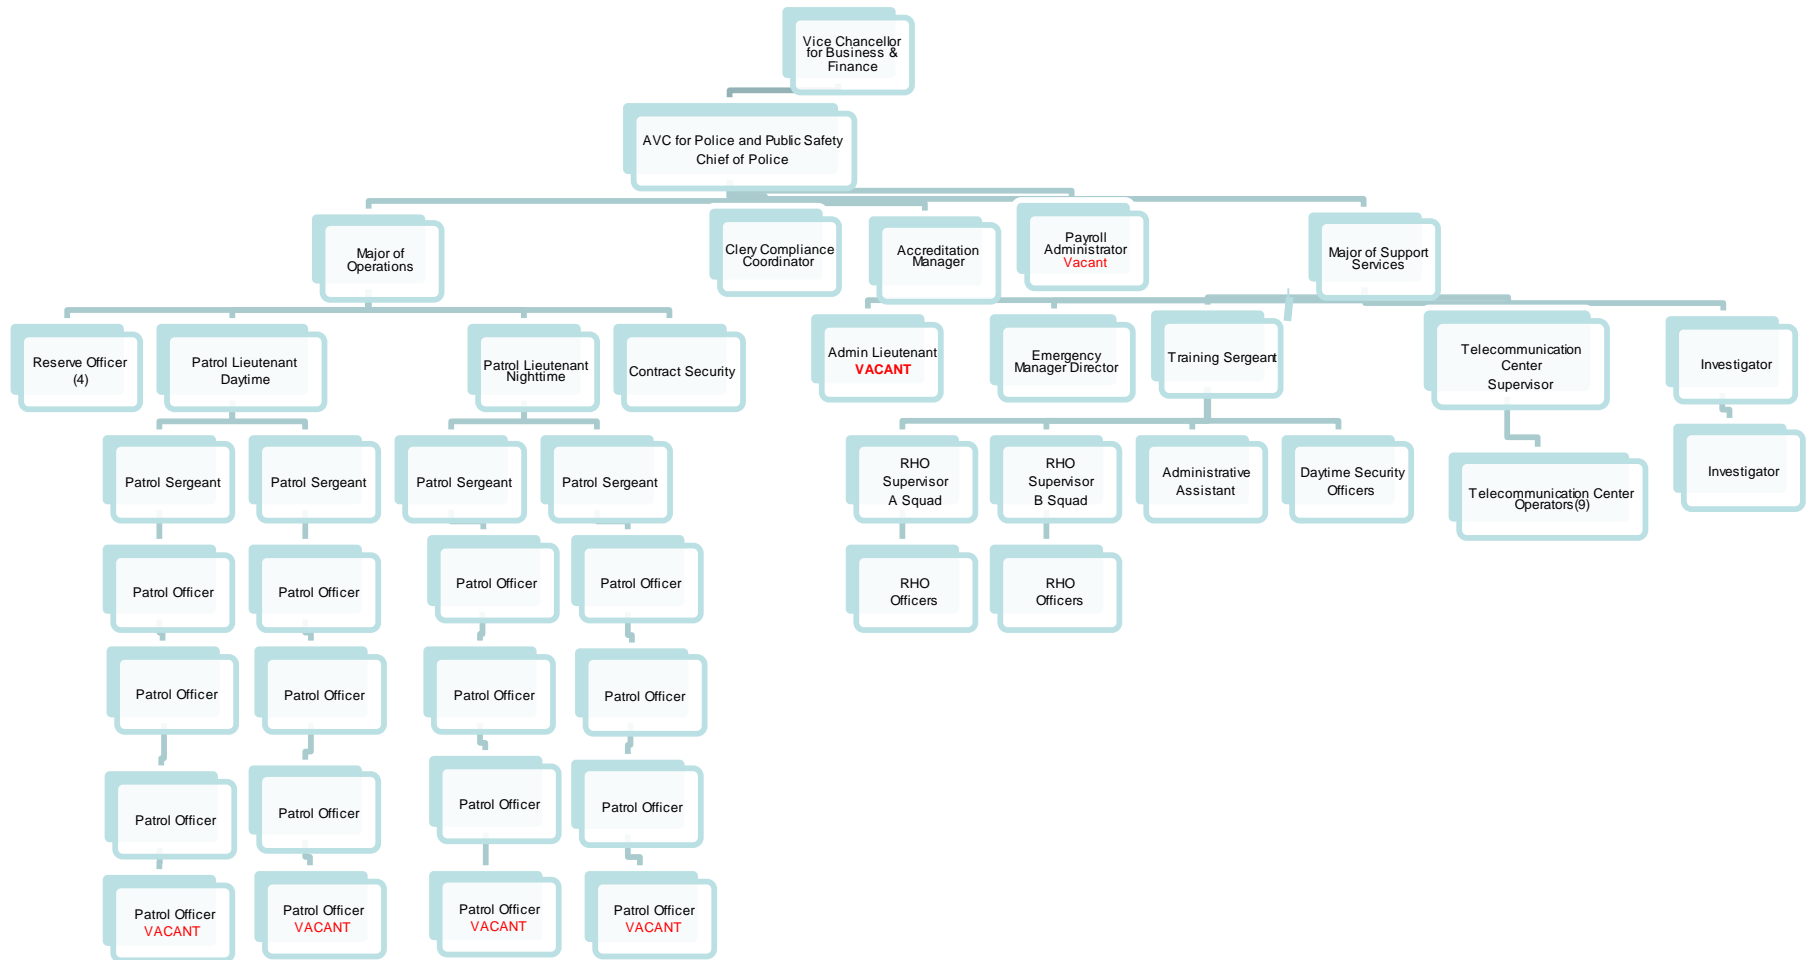 Vice Chancellor
for Business &
Finance
AVC for Police and Public Safety
Chief of Police
Major of
Operations
Clery Compliance
Coordinator
Accreditation
Manager
Payroll
Administrator
Vacant
Major of Support
Services
Reserve Officer
(4)
Patrol Lieutenant
Daytime
Patrol Lieutenant
Nighttime
Contract Security
Admin Lieutenant
VACANT
Emergency
Manager Director
Training Sergeant
Telecommunication
Center
Supervisor
Investigator
Patrol Sergeant
Patrol Sergeant
Patrol Sergeant
Patrol Sergeant
RHO
Supervisor
A Squad
RHO
Supervisor
B Squad
Administrative
Assistant
Daytime Security
Officers
Telecommunication Center
Operators(9)
Investigator
Patrol Officer
Patrol Officer
Patrol Officer
Patrol Officer
RHO
Officers
RHO
Officers
Patrol Officer
Patrol Officer
Patrol Officer
Patrol Officer
Patrol Officer
Patrol Officer
Patrol Officer
Patrol Officer
Patrol Officer
VACANT
Patrol Officer
VACANT
Patrol Officer
VACANT
Patrol Officer
VACANT